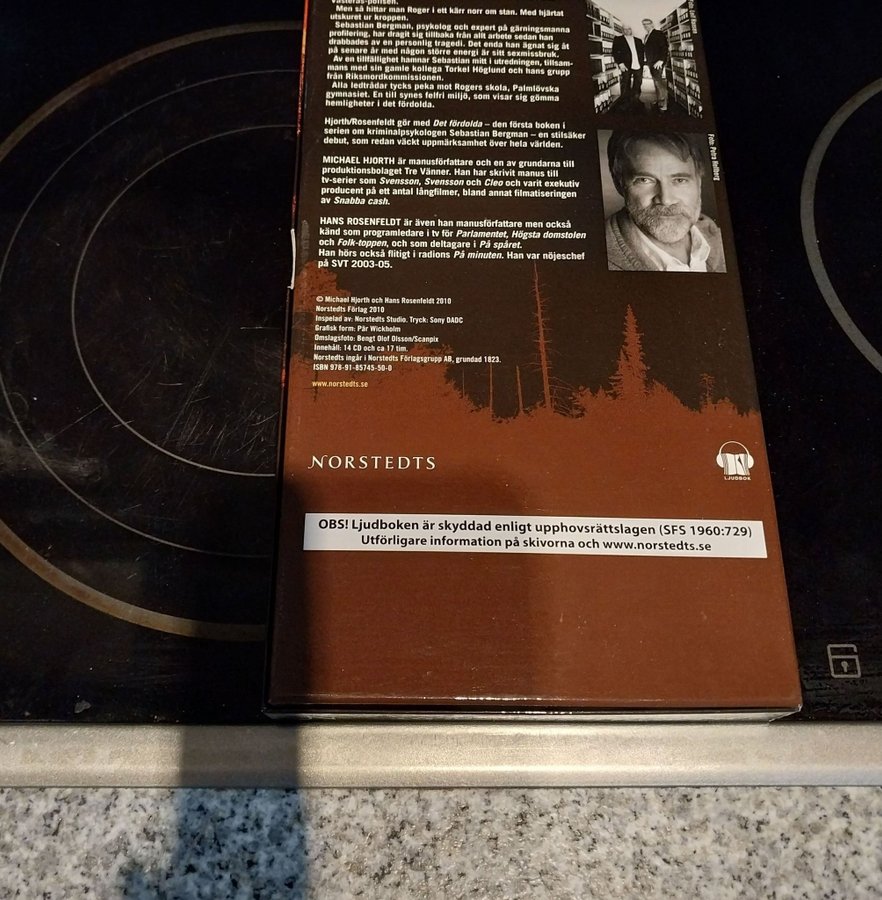 Västerås-polisen.
Men så hittar man Roger i ett kärr norr om stan. Med hjärtat
utskuret ur kroppen.
Sebastian Bergman, psykolog och expert på gärningsmanna
profilering, har dragit sig tillbaka från allt arbete sedan han
drabbades av en personlig tragedi. Det enda han ägnat sig åt
på senare år med någon större energi är sitt sexmissbruk.
Av en tillfällighet hamnar Sebastian mitt i utredningen, tillsam-
mans med sin gamle kollega Torkel Höglund och hans grupp
från Riksmordkommissionen.
Alla ledtrådar tycks peka mot Rogers skola, Palmlövska
gymnasiet. En till synes felfri miljö, som visar sig gömma
hemligheter i det fördolda.
Hjorth/Rosenfeldt gör med Det fördolda – den första boken i
serien om kriminalpsykologen Sebastian Bergman – en stilsäker
debut, som redan väckt uppmärksamhet över hela världen.
MICHAEL HJORTH är manusförfattare och en av grundarna till
produktionsbolaget Tre Vänner. Han har skrivit manus till
tv-serier som Svensson, Svensson och Cleo och varit exekutiv
producent på ett antal långfilmer, bland annat filmatiseringen
av Snabba cash.
HANS ROSENFELDT är även han manusförfattare men också
känd som programledare i tv för Parlamentet, Högsta domstolen
och Folk-toppen, och som deltagare i På spåret.
Han hörs också flitigt i radions På minuten. Han var nöjeschef
på SVT 2003-05.
Foto: Petra Hellberg
© Michael Hjorth och Hans Rosenfeldt 2010
Norstedts Förlag 2010
Inspelad av: Norstedts Studio. Tryck: Sony DADC
Grafisk form: Pär Wickholm
Omslagsfoto: Bengt Olof Olsson/Scanpix
Innehåll: 14 CD och ca 17 tim.
Norstedts ingår i Norstedts Förlagsgrupp AB, grundad 1823.
ISBN 978-91-85745-50-0
www.norstedts.se
NORSTEDTS
LJUDBOK
OBS! Ljudboken är skyddad enligt upphovsrättslagen (SFS 1960:729)
Utförligare information på skivorna och www.norstedts.se